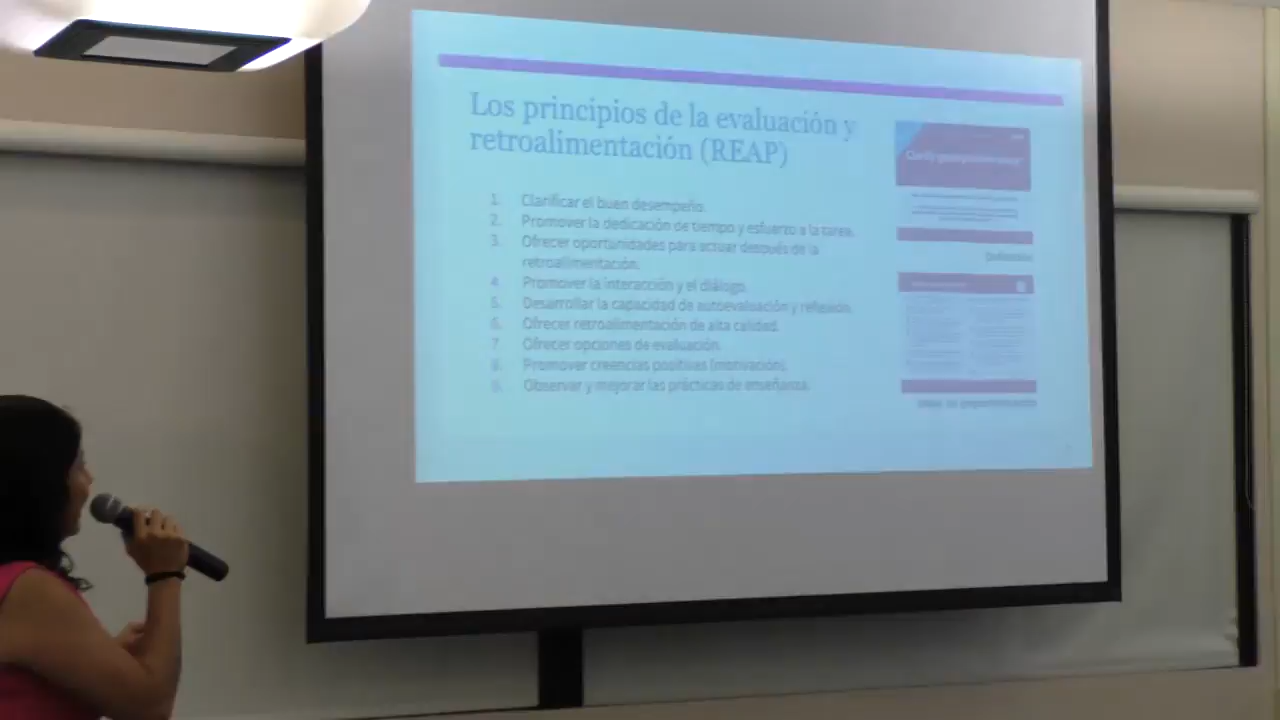 Los principios de la evaluación y
retroalimentación (REAP)
1. Clarificar el buen desempeño.
2. Promover la dedicación de tiempo y esfuerzo a la tarea.
3. Ofrecer oportunidades para actuar después de la
retroalimentación.
4. Promover la interacción y el diálogo.
5. Desarrollar la capacidad de autoevaluación y reflexión.
6. Ofrecer retroalimentación de alta calidad.
7. Ofrecer opciones de evaluación.
8. Promover creencias positivas (motivación).
9. Observar y mejorar las prácticas de enseñanza.